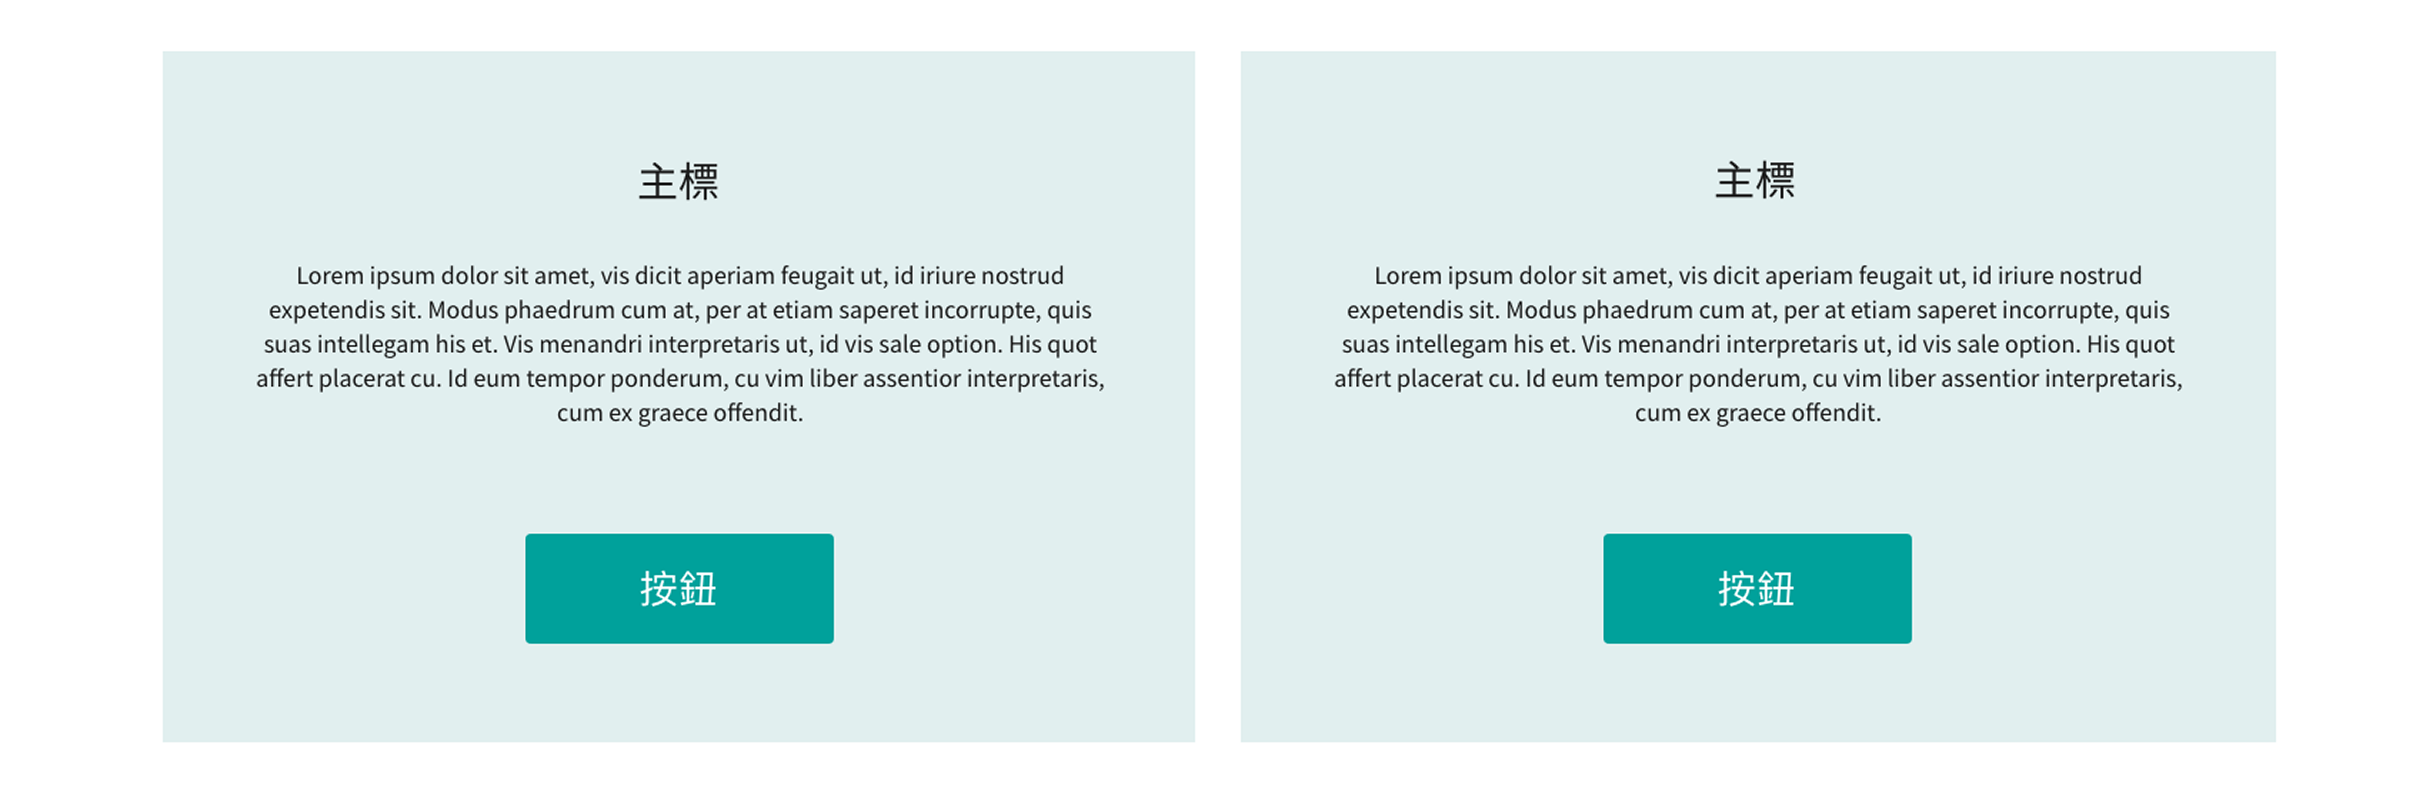 主標
Lorem ipsum dolor sit amet, vis dicit aperiam feugait ut, id iriure nostrud
expetendis sit. Modus phaedrum cum at, per at etiam saperet incorrupte, quis
suas intellegam his et. Vis menandri interpretaris ut, id vis sale option. His quot
affert placerat cu. Id eum tempor ponderum, cu vim liber assentior interpretaris,
cum ex graece offendit.
按鈕
主標
Lorem ipsum dolor sit amet, vis dicit aperiam feugait ut, id iriure nostrud
expetendis sit. Modus phaedrum cum at, per at etiam saperet incorrupte, quis
suas intellegam his et. Vis menandri interpretaris ut, id vis sale option. His quot
affert placerat cu. Id eum tempor ponderum, cu vim liber assentior interpretaris,
cum ex graece offendit.
按鈕